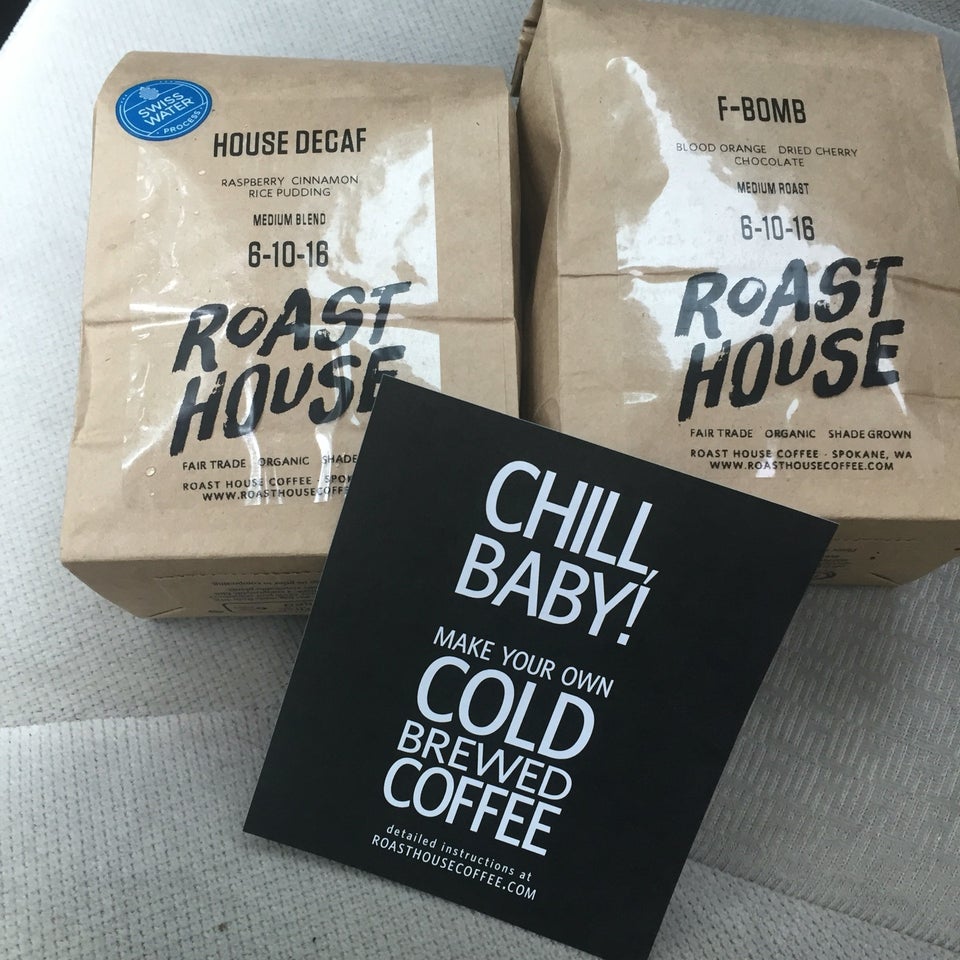 SWISS
WATER
PROCESS
HOUSE DECAF
RASPBERRY CINNAMON
RICE PUDDING
MEDIUM BLEND
6-10-16
ROAST
HOUSE
FAIR TRADE ORGANIC SHADE
ROAST HOUSE COFFEE
WWW.ROASTHOUSECOFFE
F-BOMB
BLOOD ORANGE DRIED CHERRY
CHOCOLATE
MEDIUM ROAST
6-10-16
ROAST
HOUSE
FAIR TRADE ORGANIC SHADE GROWN
ROAST HOUSE COFFEE - SPOKANE, WA
WWW.ROASTHOUSECOFFEE.COM
CHILL,
BABY!
MAKE YOUR OWN
COLD
BREWED
COFFEE
detailed instructions at
ROASTHOUSECOFFEE.COM